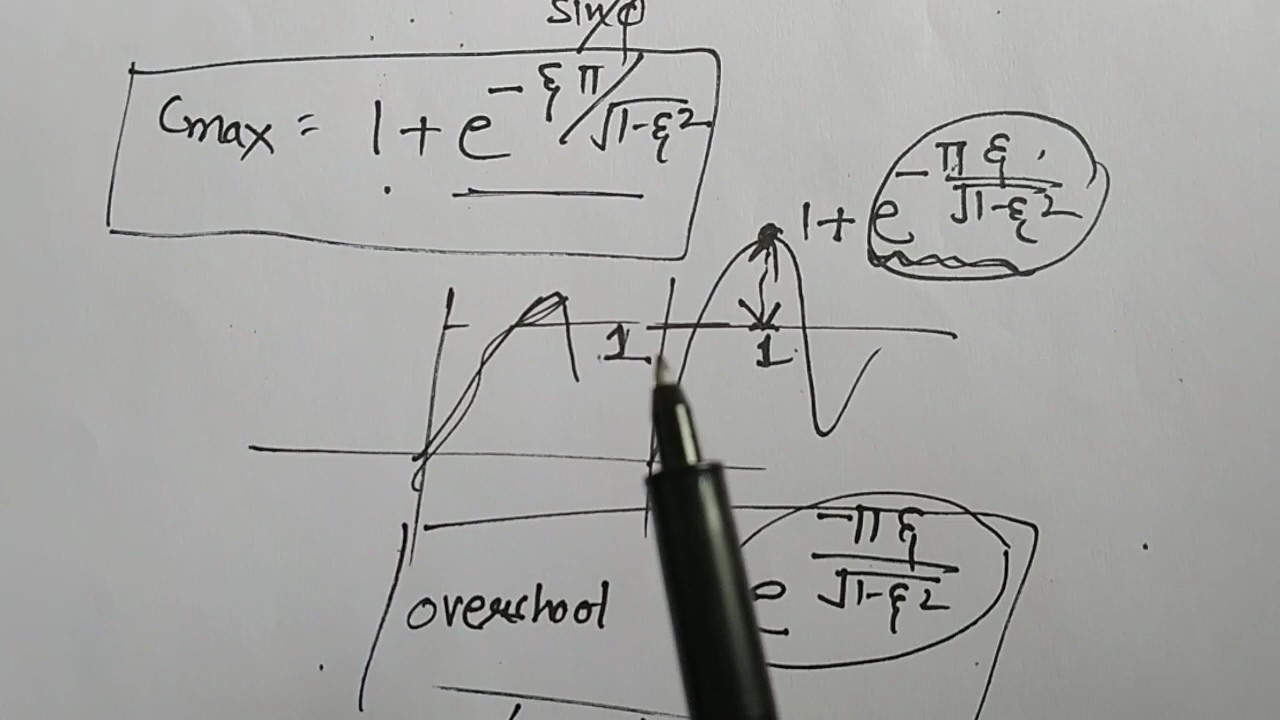 sinφ
Cmax = 1 + e^-ξπ/√1-ξ²
1 + e^-πξ/√1-ξ²
1 1
overshool e^-πξ/√1-ξ²